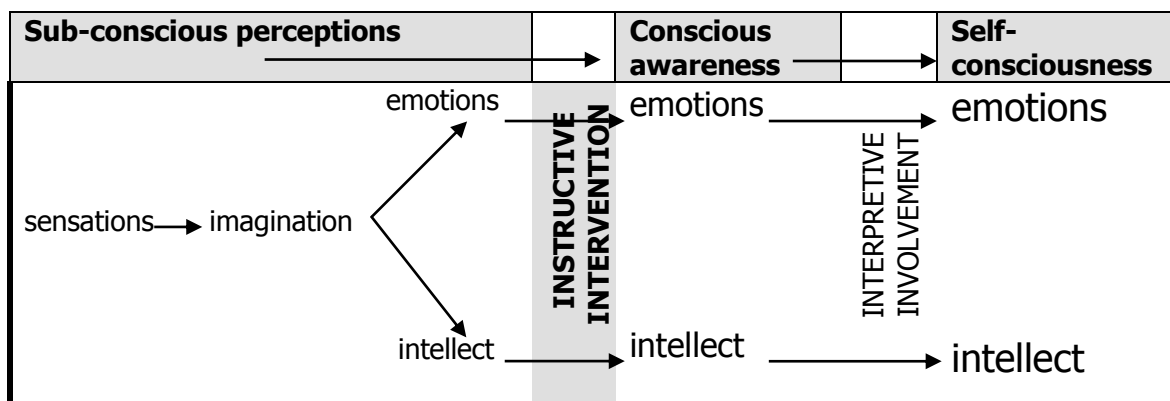 Sub-conscious perceptions
Conscious
awareness
Self-
consciousness
emotions
emotions
emotions
sensations
imagination
INSTRUCTIVE
INTERVENTION
INTERPRETIVE
INVOLVEMENT
intellect
intellect
intellect